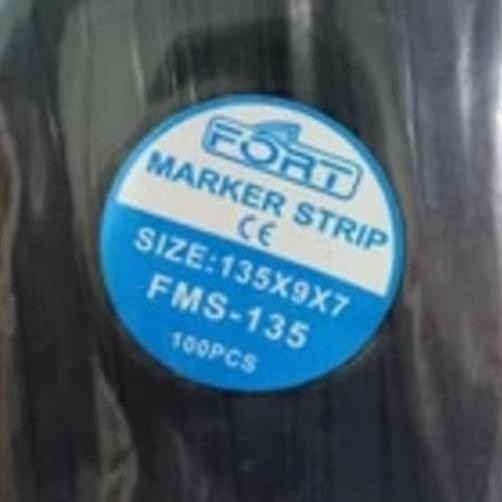 FORT
MARKER STRIP
CE
SIZE:135X9X7
FMS-135
100PCS